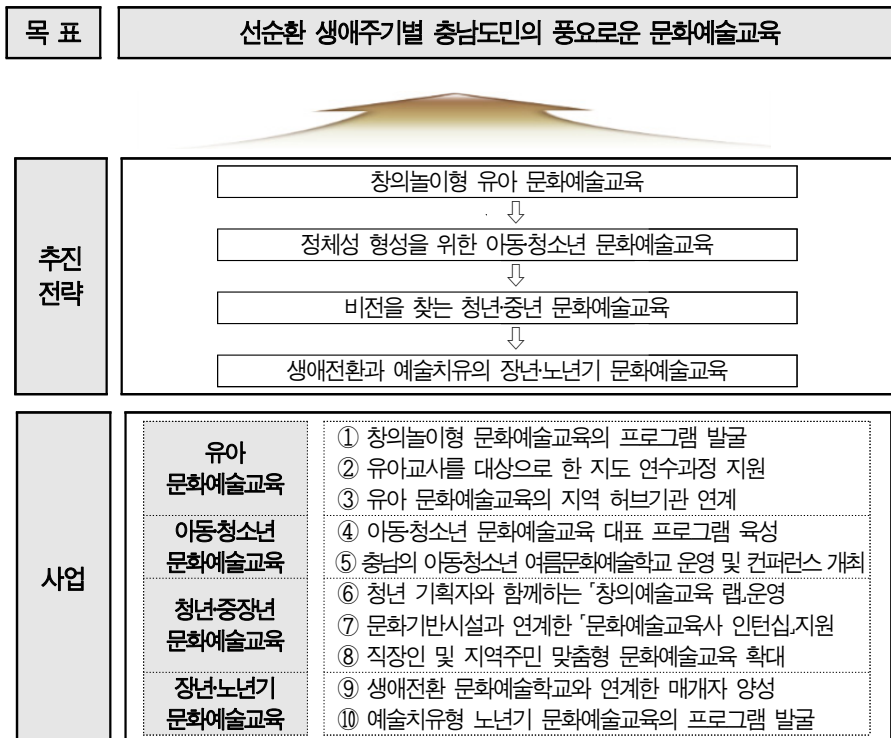 목 표
선순환 생애주기별 충남도민의 풍요로운 문화예술교육
추진
전략
창의놀이형 유아 문화예술교육
⇩
정체성 형성을 위한 아동·청소년 문화예술교육
⇩
비전을 찾는 청년·중년 문화예술교육
⇩
생애전환과 예술치유의 장년·노년기 문화예술교육
사업
유아
문화예술교육
① 창의놀이형 문화예술교육의 프로그램 발굴
② 유아교사를 대상으로 한 지도 연수과정 지원
③ 유아 문화예술교육의 지역 허브기관 연계
아동·청소년
문화예술교육
④ 아동·청소년 문화예술교육 대표 프로그램 육성
⑤ 충남의 아동·청소년 여름문화예술학교 운영 및 컨퍼런스 개최
청년·중장년
문화예술교육
⑥ 청년 기획자와 함께하는 「창의예술교육 랩」운영
⑦ 문화기반시설과 연계한 「문화예술교육사 인턴십」지원
⑧ 직장인 및 지역주민 맞춤형 문화예술교육 확대
장년·노년기
문화예술교육
⑨ 생애전환 문화예술학교와 연계한 매개자 양성
⑩ 예술치유형 노년기 문화예술교육의 프로그램 발굴